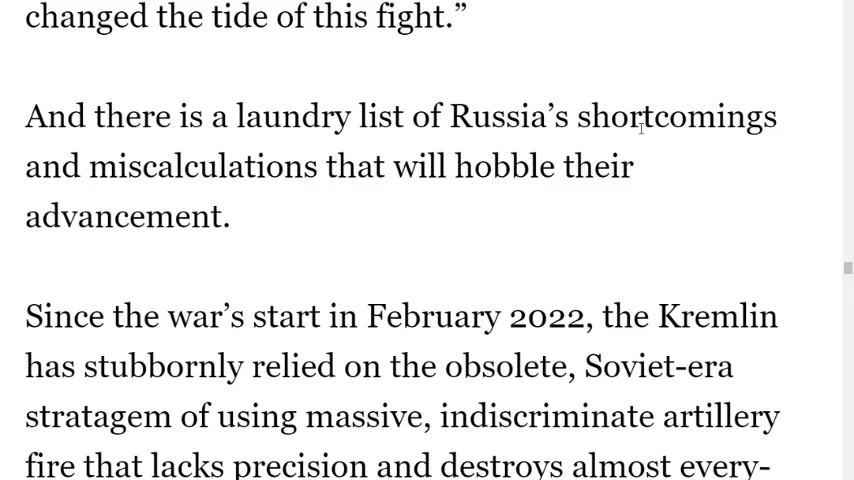 changed the tide of this fight.”
And there is a laundry list of Russia’s shortcomings
and miscalculations that will hobble their
advancement.
Since the war’s start in February 2022, the Kremlin
has stubbornly relied on the obsolete, Soviet-era
stratagem of using massive, indiscriminate artillery
fire that lacks precision and destroys almost every-